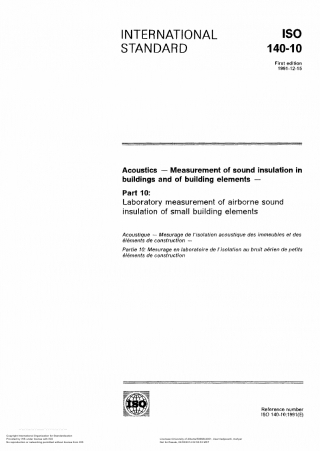 INTERNATIONAL
STANDARD
ISO
140-10
First edition
1991-12-15
Acoustics — Measurement of sound insulation in
buildings and of building elements —
Part 10:
Laboratory measurement of airborne sound
insulation of small building elements
Acoustique — Mesurage de l'isolation acoustique des immeubles et des
éléments de construction —
Partie 10: Mesurage en laboratoire de l'isolation au bruit aérien de petits
éléments de construction
ISO
Reference number
ISO 140-10:1991(E)